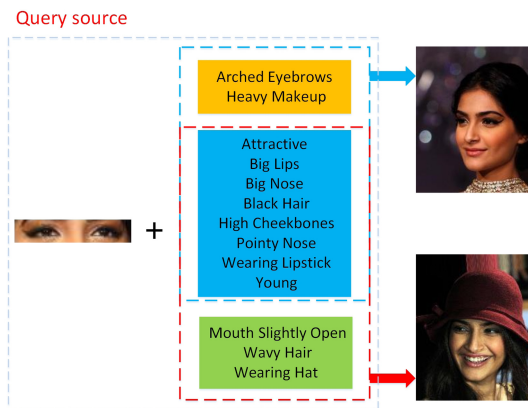 Query source
Arched Eyebrows
Heavy Makeup
Attractive
Big Lips
Big Nose
Black Hair
High Cheekbones
Pointy Nose
Wearing Lipstick
Young
+
Mouth Slightly Open
Wavy Hair
Wearing Hat